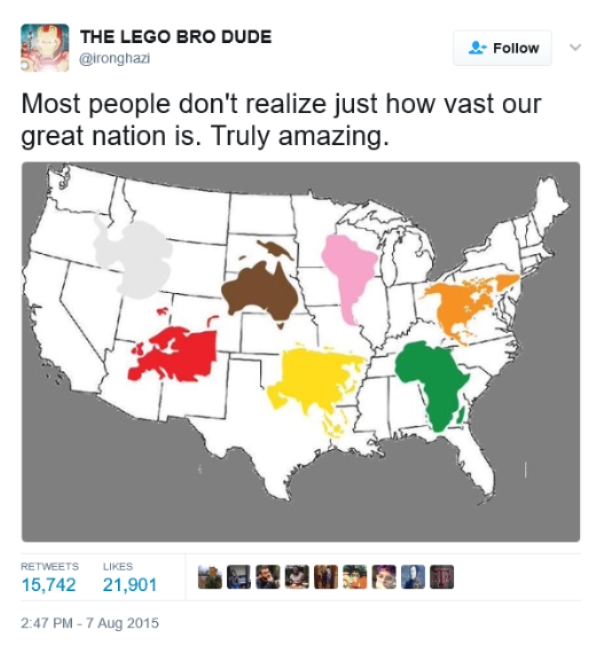 THE LEGO BRO DUDE
@ironghazi
Follow
Most people don't realize just how vast our
great nation is. Truly amazing.
RETWEETS LIKES
15,742 21,901
2:47 PM - 7 Aug 2015